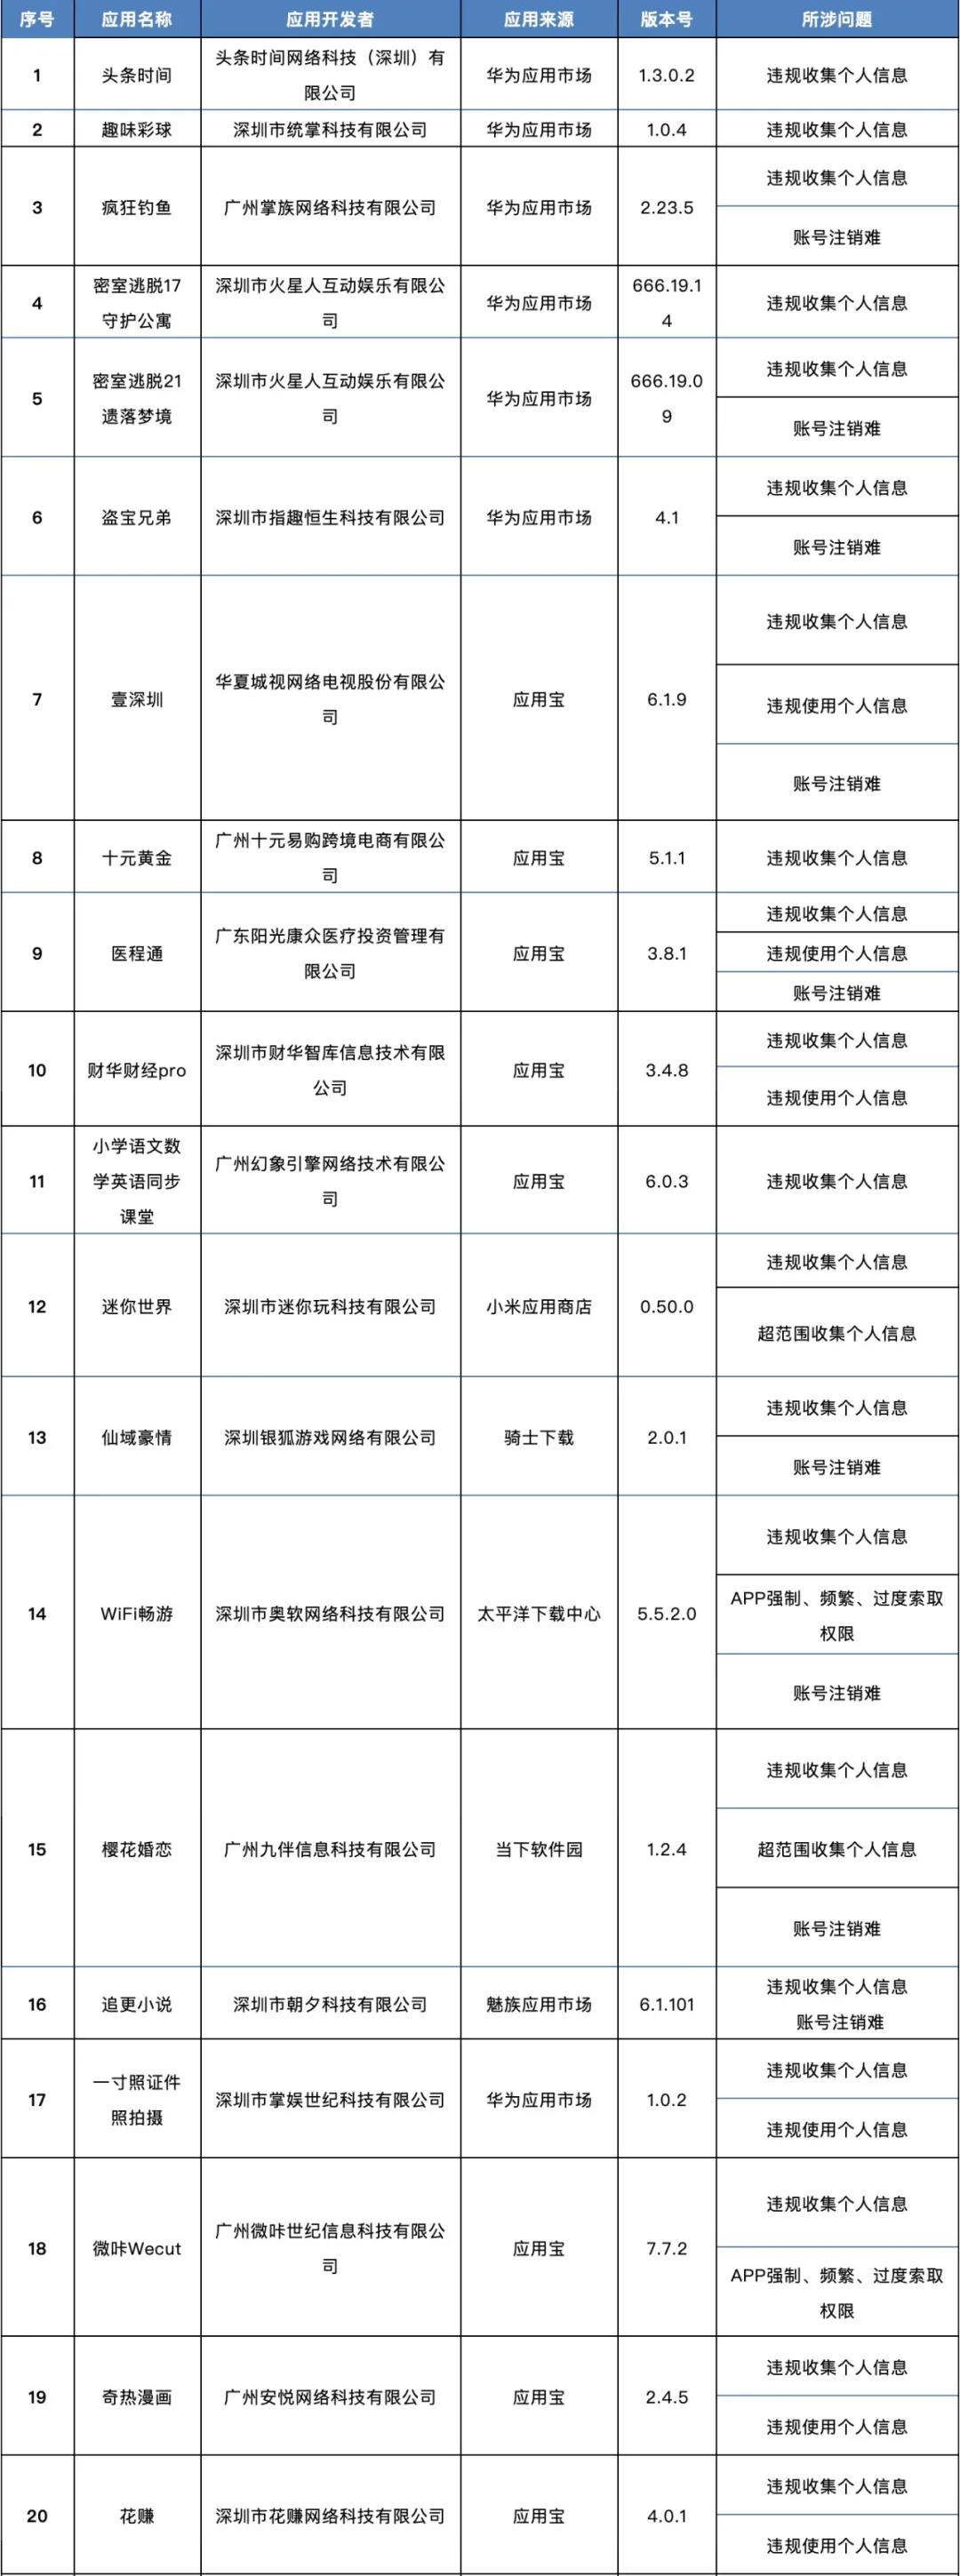 序号 应用名称 应用开发者 应用来源 版本号 所涉问题
1 头条时间 头条时间网络科技（深圳）有
限公司 华为应用市场 1.3.0.2 违规收集个人信息
2 趣味彩球 深圳市统掌科技有限公司 华为应用市场 1.0.4 违规收集个人信息
3 疯狂钓鱼 广州掌族网络科技有限公司 华为应用市场 2.23.5 违规收集个人信息
账号注销难
4 密室逃脱17
守护公寓 深圳市火星人互动娱乐有限公
司 华为应用市场 666.19.1
4 违规收集个人信息
5 密室逃脱21
遗落梦境 深圳市火星人互动娱乐有限公
司 华为应用市场 666.19.0
9 违规收集个人信息
账号注销难
6 盗宝兄弟 深圳市指趣恒生科技有限公司 华为应用市场 4.1 违规收集个人信息
账号注销难
7 壹深圳 华夏城视网络电视股份有限公
司 应用宝 6.1.9 违规收集个人信息
违规使用个人信息
账号注销难
8 十元黄金 广州十元易购跨境电商有限公
司 应用宝 5.1.1 违规收集个人信息
9 医程通 广东阳光康众医疗投资管理有
限公司 应用宝 3.8.1 违规收集个人信息
违规使用个人信息
账号注销难
10 财华财经pro 深圳市财华智库信息技术有限
公司 应用宝 3.4.8 违规收集个人信息
违规使用个人信息
11 小学语文数
学英语同步
课堂 广州幻象引擎网络技术有限公
司 应用宝 6.0.3 违规收集个人信息
12 迷你世界 深圳市迷你玩科技有限公司 小米应用商店 0.50.0 违规收集个人信息
超范围收集个人信息
13 仙域豪情 深圳银狐游戏网络有限公司 骑士下载 2.0.1 违规收集个人信息
账号注销难
14 WiFi畅游 深圳市奥软网络科技有限公司 太平洋下载中心 5.5.2.0 违规收集个人信息
APP强制、频繁、过度索取
权限
账号注销难
15 樱花婚恋 广州九伴信息科技有限公司 当下软件园 1.2.4 违规收集个人信息
超范围收集个人信息
账号注销难
16 追更小说 深圳市朝夕科技有限公司 魅族应用市场 6.1.101 违规收集个人信息
账号注销难
17 一寸照证件
照拍摄 深圳市掌娱世纪科技有限公司 华为应用市场 1.0.2 违规收集个人信息
违规使用个人信息
18 微咔Wecut 广州微咔世纪信息科技有限公
司 应用宝 7.7.2 违规收集个人信息
APP强制、频繁、过度索取
权限
19 奇热漫画 广州安悦网络科技有限公司 应用宝 2.4.5 违规收集个人信息
违规使用个人信息
20 花赚 深圳市花赚网络科技有限公司 应用宝 4.0.1 违规收集个人信息
违规使用个人信息